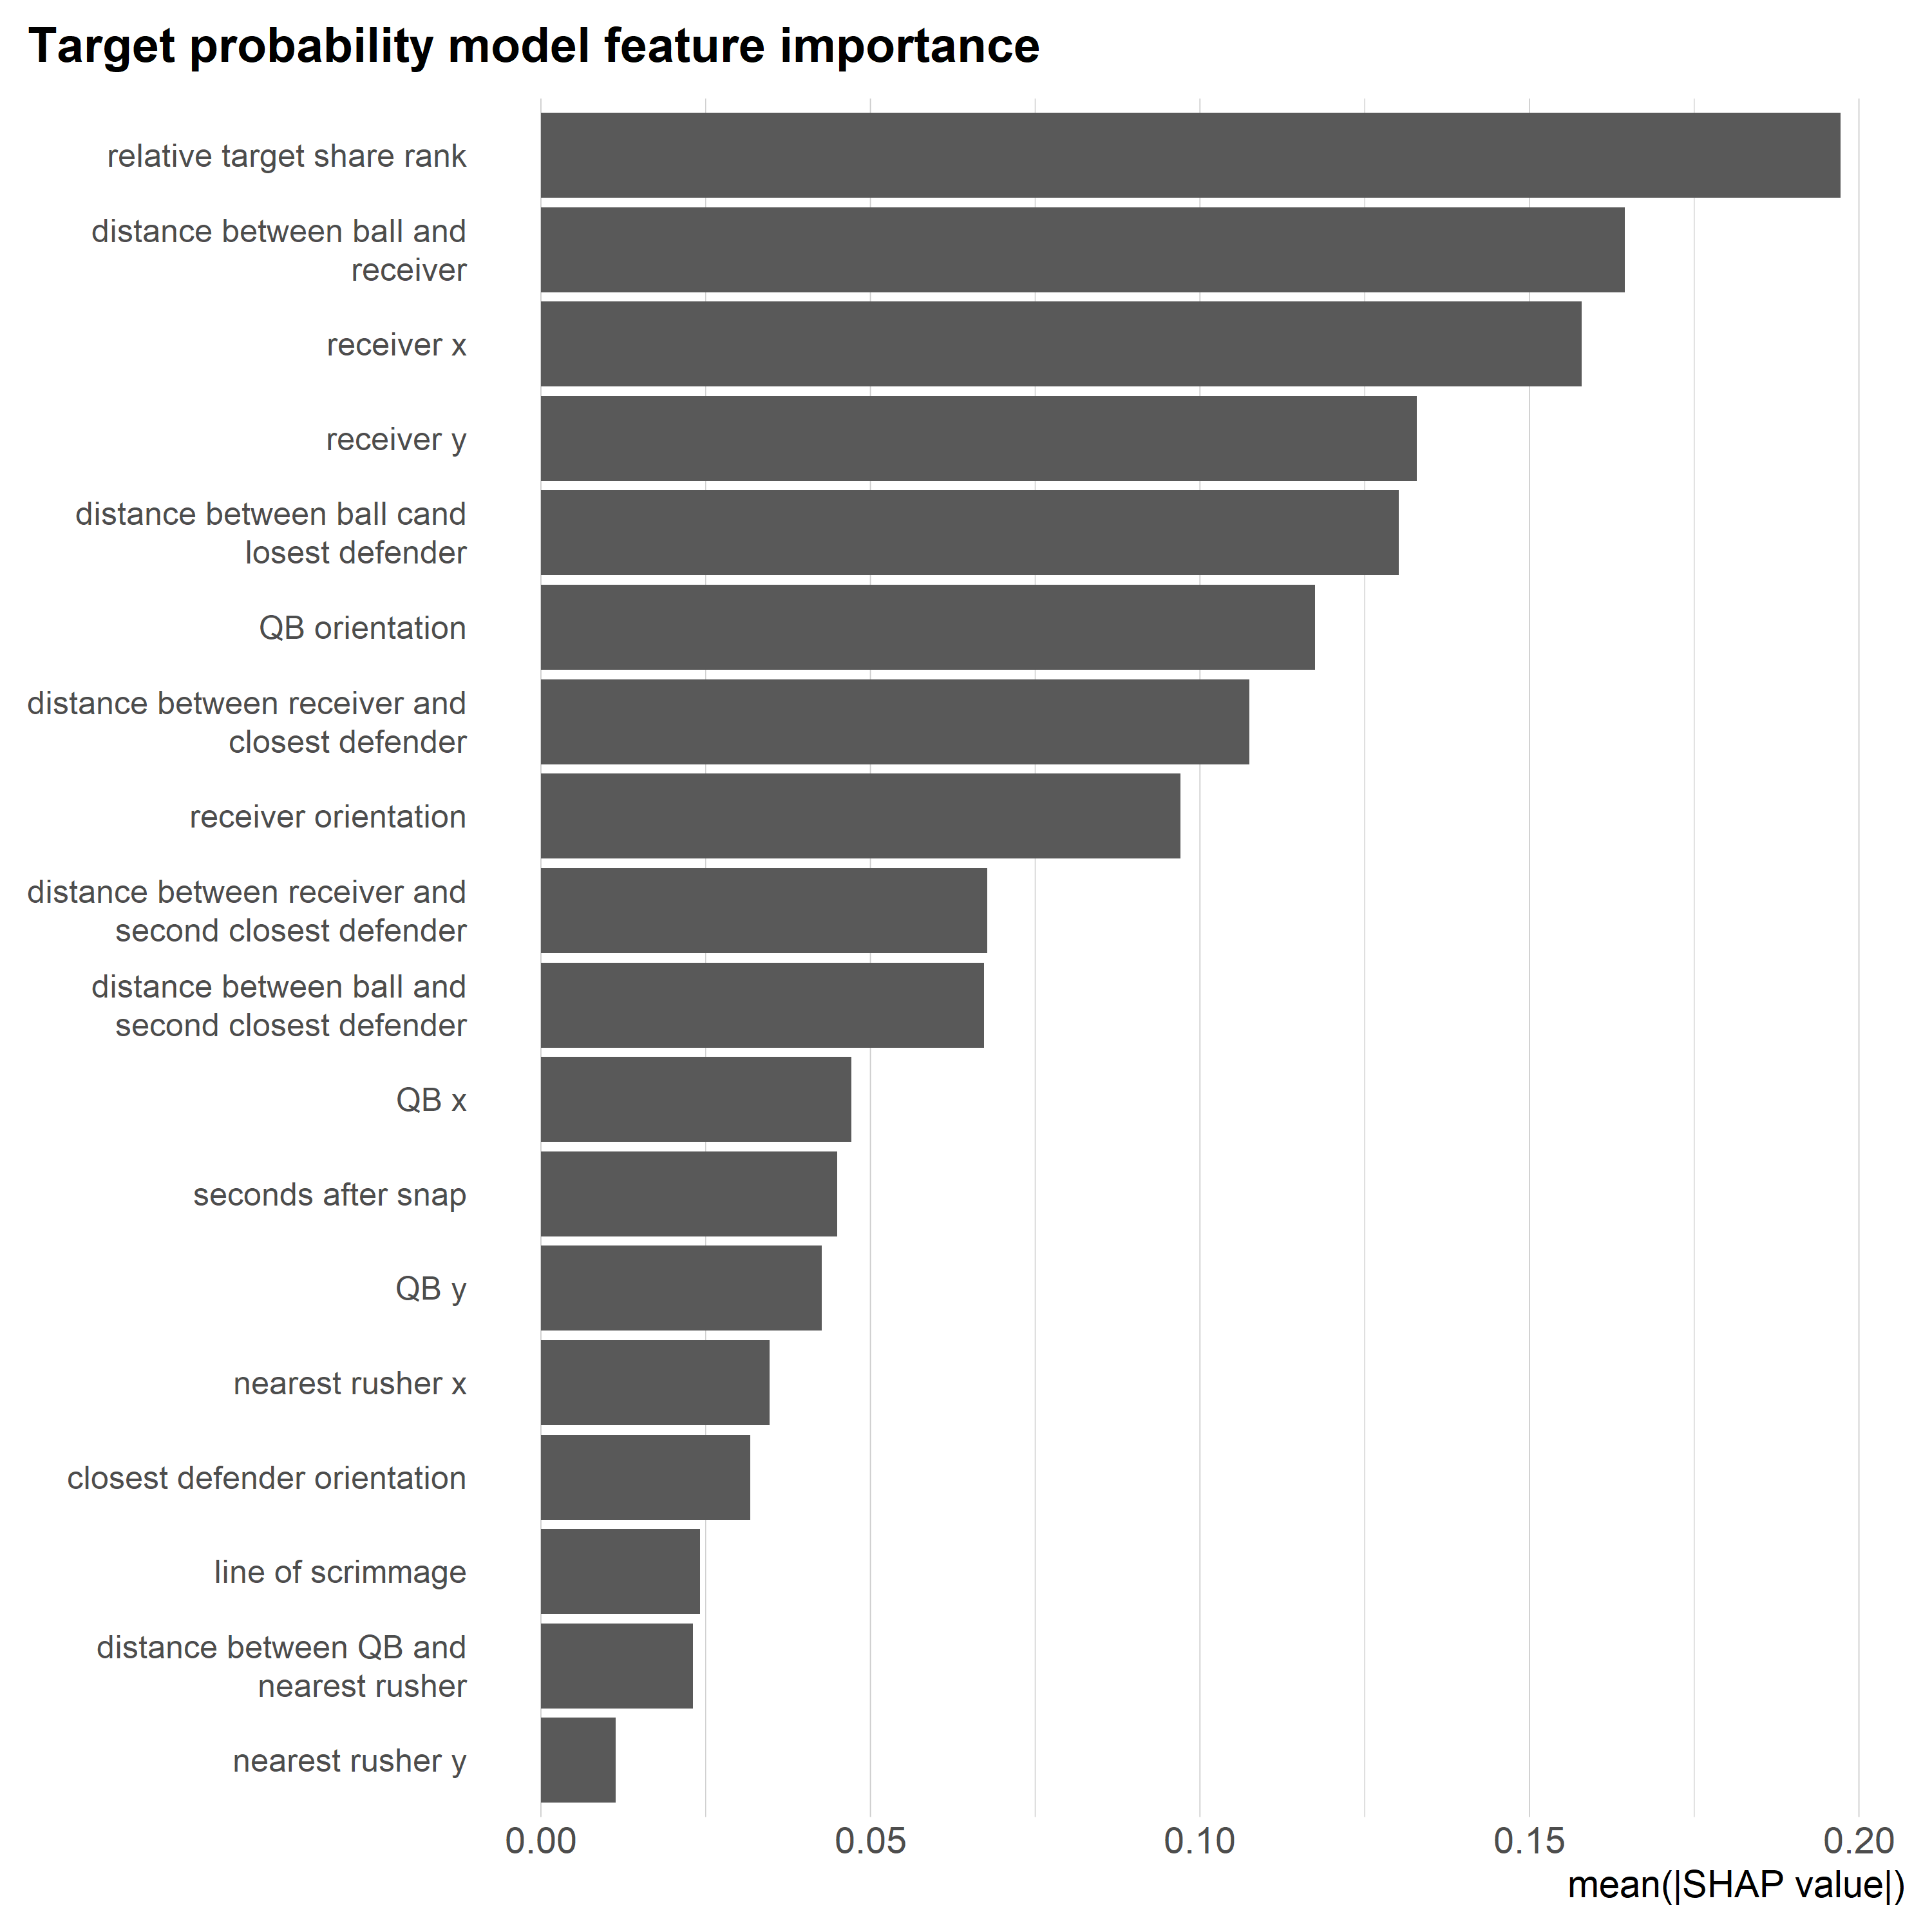 Target probability model feature importance
relative target share rank
distance between ball and
receiver
receiver x
receiver y
distance between ball cand
losest defender
QB orientation
distance between receiver and
closest defender
receiver orientation
distance between receiver and
second closest defender
distance between ball and
second closest defender
QB x
seconds after snap
QB y
nearest rusher x
closest defender orientation
line of scrimmage
distance between QB and
nearest rusher
nearest rusher y
0.00 0.05 0.10 0.15 0.20
mean(|SHAP value|)